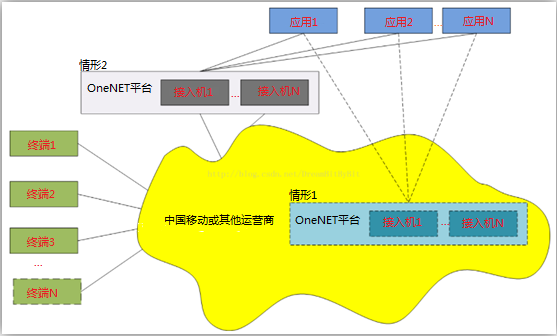 应用1
应用2
...
应用N
情形2
OneNET平台
接入机1
...
接入机N
终端1
终端2
终端3
...
终端N
中国移动或其他运营商
情形1
OneNET平台
接入机1
...
接入机N